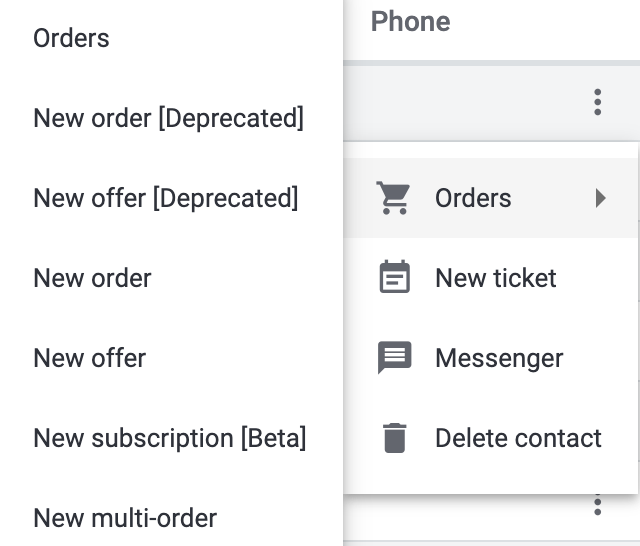 Orders
New order [Deprecated]
New offer [Deprecated]
New order
New offer
New subscription [Beta]
New multi-order
Phone
Orders
New ticket
Messenger
Delete contact